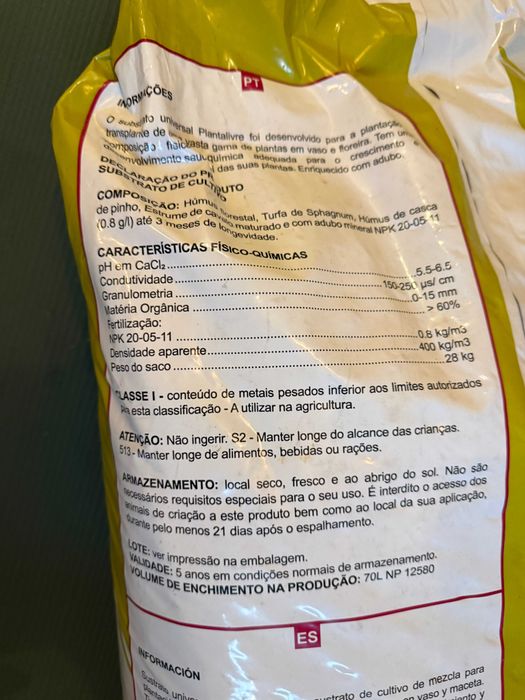 PT
INORMAÇÕES
O substrato universal Plantalivre foi desenvolvido para a plantação,
transplante de vasta gama de plantas em vaso e floreira. Tem um
composição físico-química adequada para o crescimento e
desenvolvimento das suas plantas. Enriquecido com adubo.
DECLARAÇÃO DO
SUBSTRATO DE CULTI
COMPOSIÇÃO: Húmus florestal, Turfa de Sphagnum, Húmus de casca
de pinho, Estrume de maturado e com adubo mineral NPK 20-05-11
(0.8 g/l) até 3 meses de longevidade.
CARACTERÍSTICAS FÍSICO-QUÍMICAS
pH em CaCl₂ 5.5-6.5
Condutividade 150-250 µs/ cm
Granulometria 0-15 mm
Matéria Orgânica > 60%
Fertilização:
NPK 20-05-11 0.8 kg/m3
Densidade aparente 400 kg/m3
Peso do saco 28 kg
CLASSE I - conteúdo de metais pesados inferior aos limites autorizados
para esta classificação - A utilizar na agricultura.
ATENÇÃO: Não ingerir. S2 - Manter longe do alcance das crianças.
S13 - Manter longe de alimentos, bebidas ou rações.
ARMAZENAMENTO: local seco, fresco e ao abrigo do sol. Não são
necessários requisitos especiais para o seu uso. É interdito o acesso dos
animais de criação a este produto bem como ao local da sua aplicação,
durante pelo menos 21 dias após o espalhamento.
LOTE: ver impressão na embalagem.
VALIDADE: 5 anos em condições normais de armazenamento.
VOLUME DE ENCHIMENTO NA PRODUÇÃO: 70L NP 12580
ES
INFORMACIÓN
Sustrato univer sustrato de cultivo de mezcla para
en vaso y maceta.